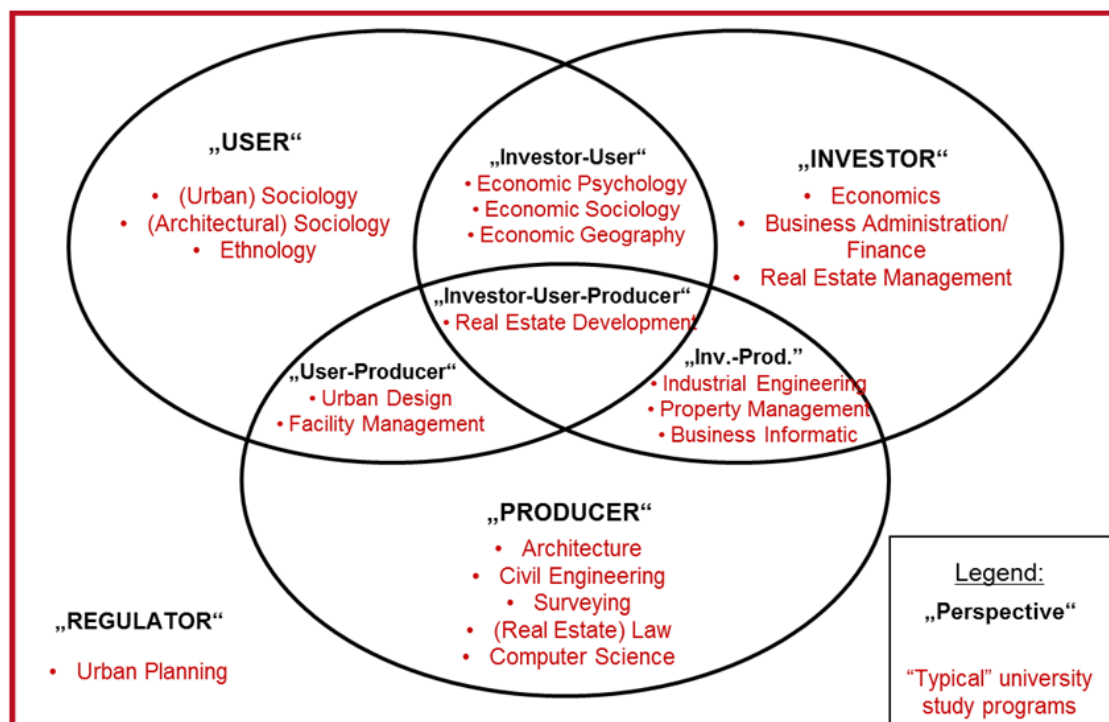 „USER“
• (Urban) Sociology
• (Architectural) Sociology
• Ethnology
„Investor-User“
• Economic Psychology
• Economic Sociology
• Economic Geography
„INVESTOR“
• Economics
• Business Administration/
Finance
• Real Estate Management
„Investor-User-Producer“
• Real Estate Development
„User-Producer“
• Urban Design
• Facility Management
„Inv.-Prod.”
• Industrial Engineering
• Property Management
• Business Informatic
„PRODUCER“
• Architecture
• Civil Engineering
• Surveying
• (Real Estate) Law
• Computer Science
„REGULATOR“
• Urban Planning
Legend:
„Perspective“
“Typical” university
study programs